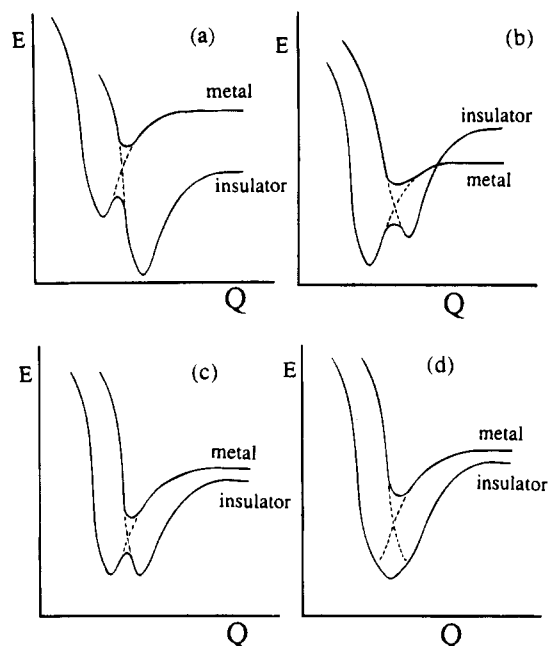 (a)
E
metal
insulator
Q
(b)
E
insulator
metal
Q
(c)
E
metal
insulator
Q
(d)
E
metal
insulator
Q